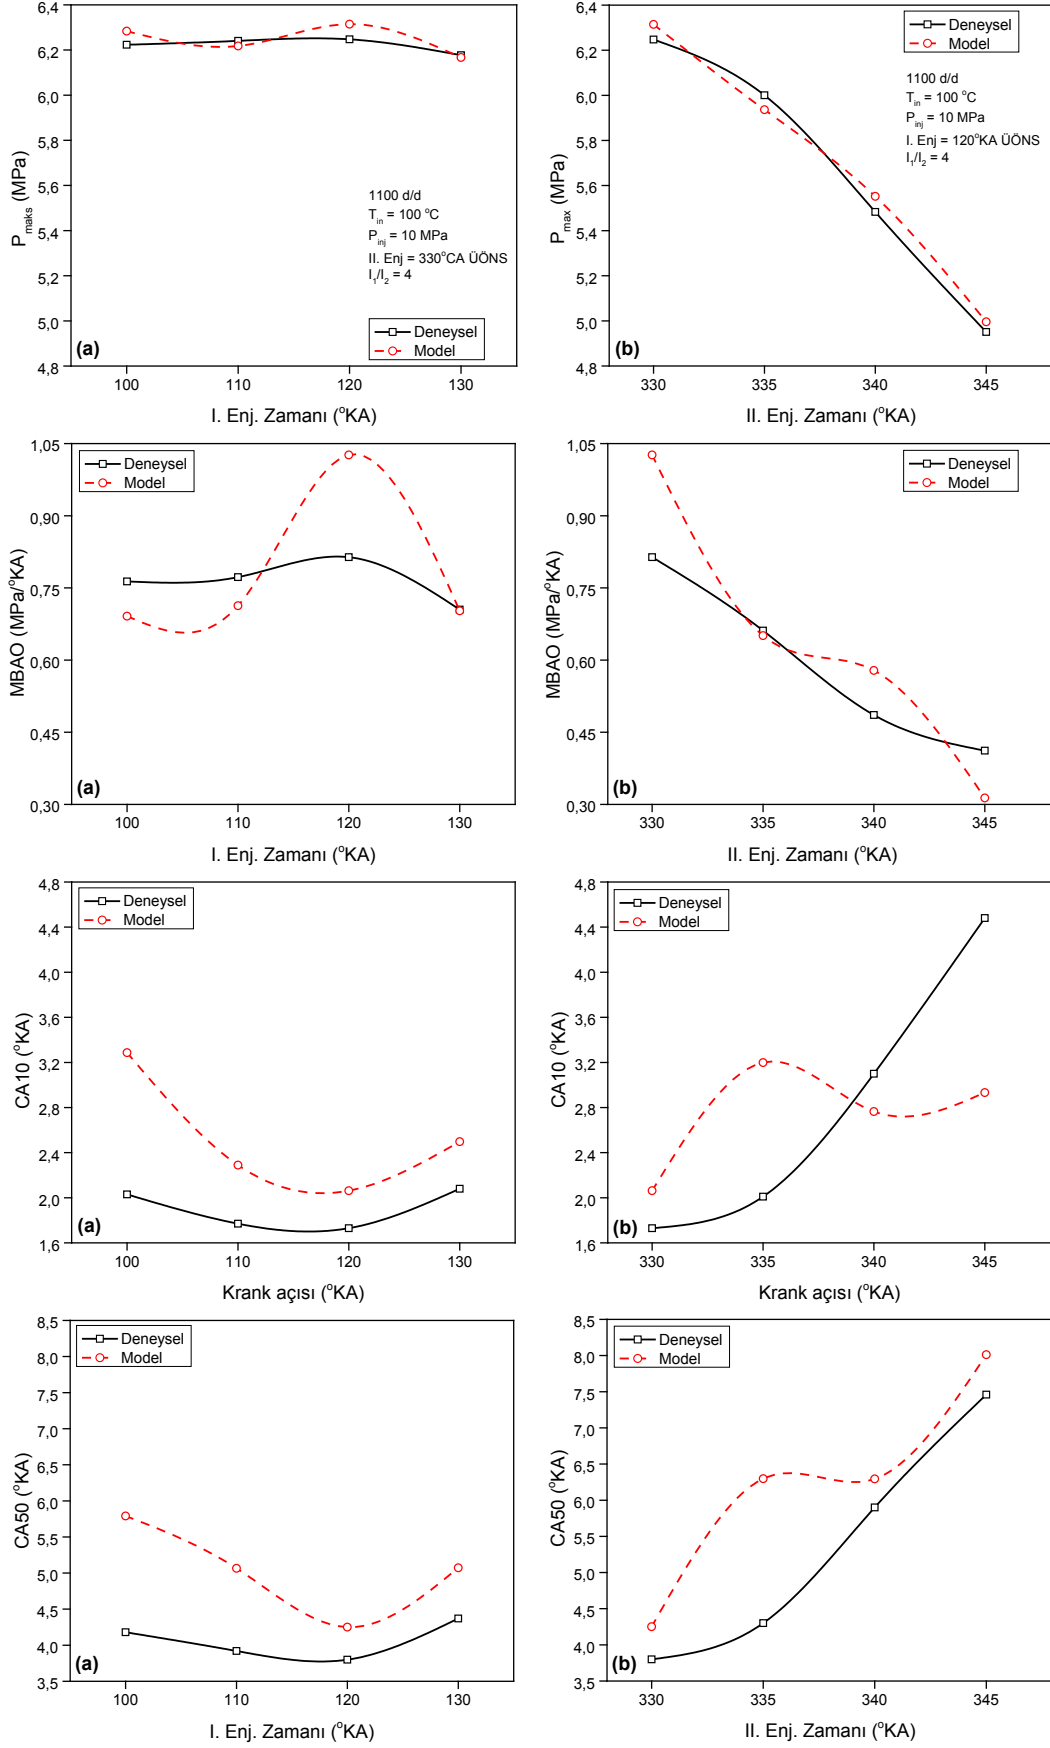 6,4
6,2
6,0
5,8
5,6
5,4
5,2
5,0
4,8
P_maks (MPa)
1100 d/d
T_in = 100 °C
P_inj = 10 MPa
II. Enj = 330°CA ÜÖNS
I_1/I_2 = 4
Deneysel
Model
(a)
100 110 120 130
I. Enj. Zamanı (°KA)
6,4
6,2
6,0
5,8
5,6
5,4
5,2
5,0
4,8
P_max (MPa)
Deneysel
Model
1100 d/d
T_in = 100 °C
P_inj = 10 MPa
I. Enj = 120°KA ÜÖNS
I_1/I_2 = 4
(b)
330 335 340 345
II. Enj. Zamanı (°KA)
1,05
0,90
0,75
0,60
0,45
0,30
MBAO (MPa/°KA)
Deneysel
Model
(a)
100 110 120 130
I. Enj. Zamanı (°KA)
1,05
0,90
0,75
0,60
0,45
0,30
MBAO (MPa/°KA)
Deneysel
Model
(b)
330 335 340 345
II. Enj. Zamanı (°KA)
4,8
4,4
4,0
3,6
3,2
2,8
2,4
2,0
1,6
CA10 (°KA)
Deneysel
Model
(a)
100 110 120 130
Krank açısı (°KA)
4,8
4,4
4,0
3,6
3,2
2,8
2,4
2,0
1,6
CA10 (°KA)
Deneysel
Model
(b)
330 335 340 345
Krank açısı (°KA)
8,5
8,0
7,5
7,0
6,5
6,0
5,5
5,0
4,5
4,0
3,5
CA50 (°KA)
Deneysel
Model
(a)
100 110 120 130
I. Enj. Zamanı (°KA)
8,5
8,0
7,5
7,0
6,5
6,0
5,5
5,0
4,5
4,0
3,5
CA50 (°KA)
Deneysel
Model
(b)
330 335 340 345
II. Enj. Zamanı (°KA)